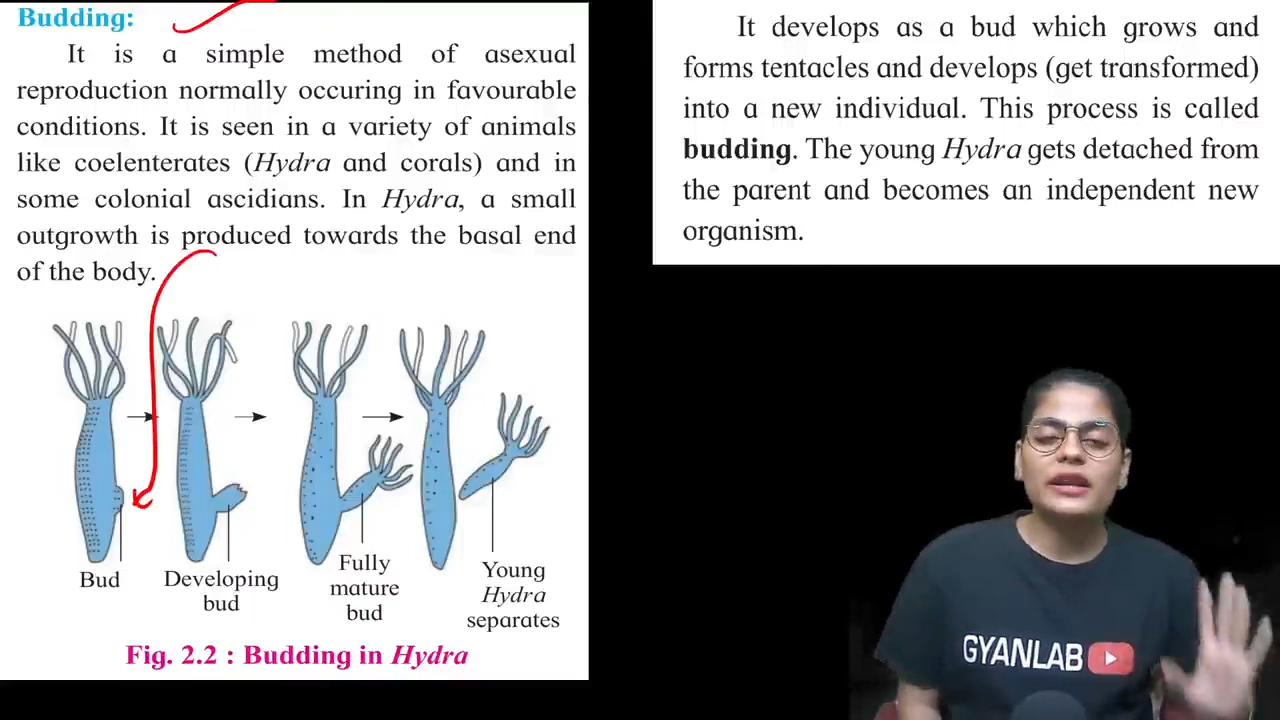 Budding:
It is a simple method of asexual
reproduction normally occuring in favourable
conditions. It is seen in a variety of animals
like coelenterates (Hydra and corals) and in
some colonial ascidians. In Hydra, a small
outgrowth is produced towards the basal end
of the body.
Bud
Developing
bud
Fully
mature
bud
Young
Hydra
separates
Fig. 2.2 : Budding in Hydra
It develops as a bud which grows and
forms tentacles and develops (get transformed)
into a new individual. This process is called
budding. The young Hydra gets detached from
the parent and becomes an independent new
organism.
GYANLAB